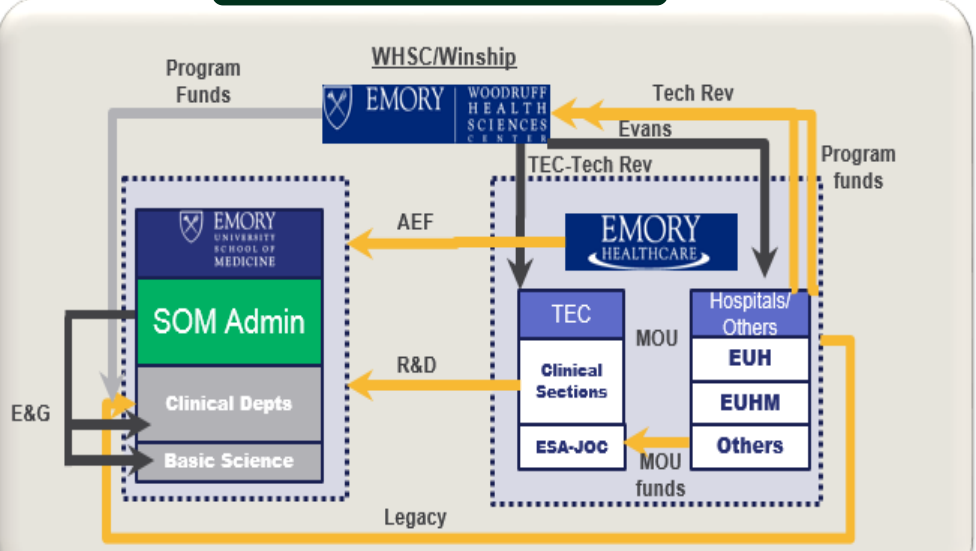 WHSC/Winship
Program
Funds
EMORY
WOODRUFF
HEALTH
SCIENCES
CENTER
Tech Rev
Evans
Program
funds
TEC-Tech Rev
EMORY
UNIVERSITY
SCHOOL OF
MEDICINE
AEF
EMORY
HEALTHCARE
SOM Admin
TEC
MOU
Hospitals/
Others
R&D
Clinical
Sections
EUH
E&G
Clinical Depts
EUHM
Basic Science
ESA-JOC
MOU
funds
Others
Legacy